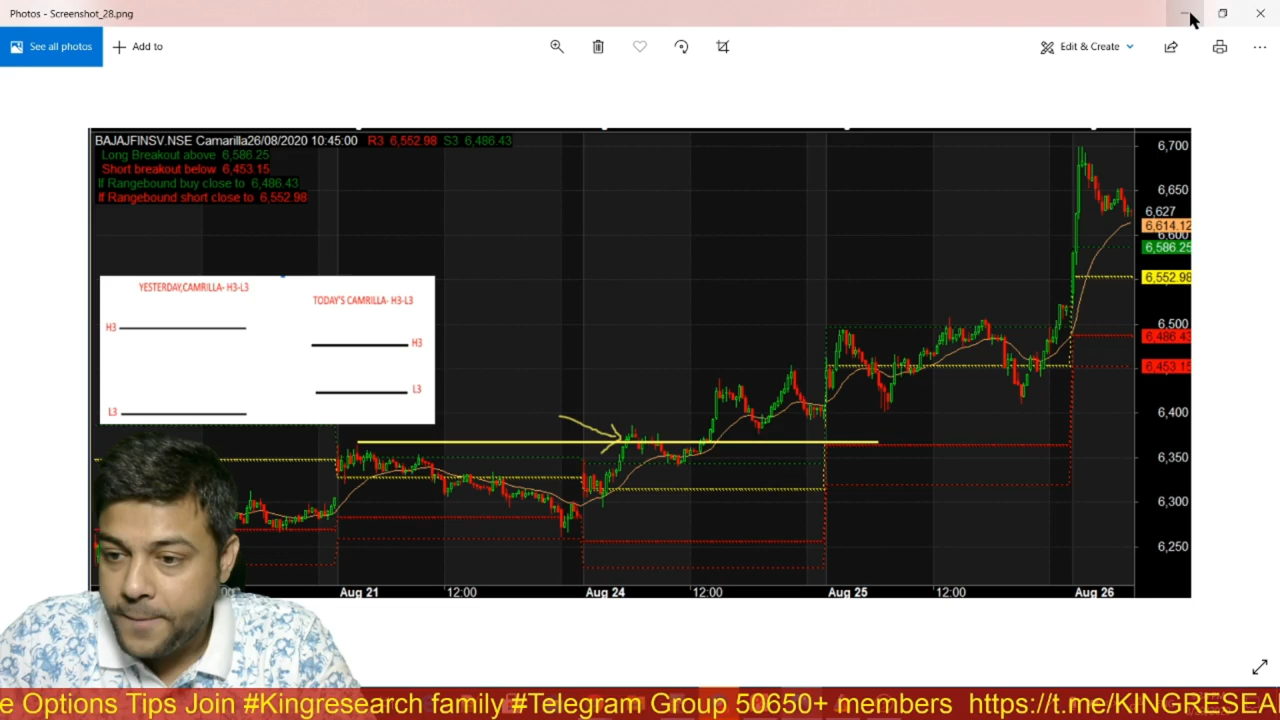 Photos - Screenshot_28.png
See all photos
Add to
Edit & Create
BAJAJFINSV.NSE Camarilla26/08/2020 10:45:00 R3 6,552.98 S3 6,486.43
Long Breakout above 6,586.25
Short breakout below 6,453.15
If Rangebound buy close to 6,486.43
If Rangebound short close to 6,552.98
6,700
6,650
6,627
6,614.12
6,600
6,586.25
6,552.98
6,500
6,486.43
6,453.15
6,400
6,350
6,300
6,250
YESTERDAY,CAMRILLA- H3-L3
TODAY'S CAMRILLA- H3-L3
H3
H3
L3
L3
Aug 21
12:00
Aug 24
12:00
Aug 25
12:00
Aug 26
e Options Tips Join #Kingresearch family #Telegram Group 50650+ members https://t.me/KINGRESEA